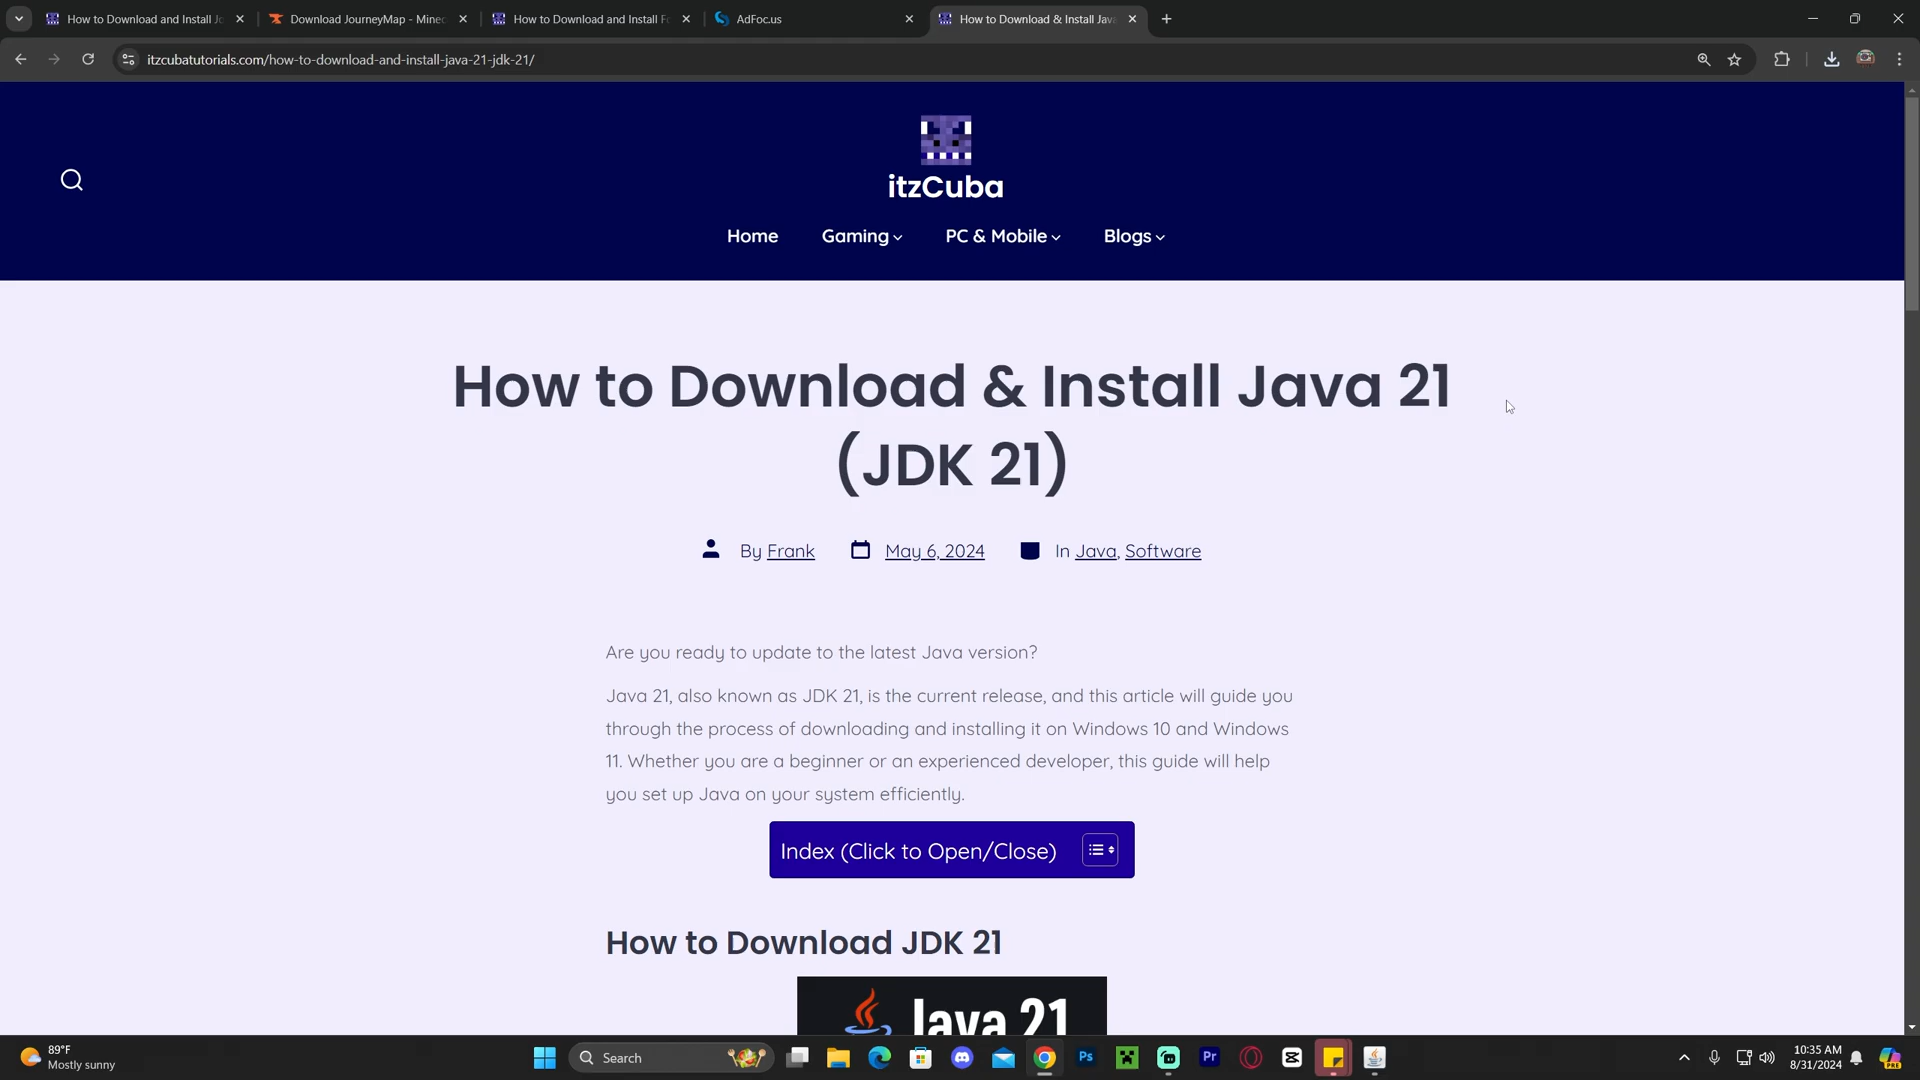 How to Download and Install Jo
Download JourneyMap - Minec
How to Download and Install Fo
AdFoc.us
How to Download & Install Java
itzcubatutorials.com/how-to-download-and-install-java-21-jdk-21/
itzCuba
Home
Gaming
PC & Mobile
Blogs
How to Download & Install Java 21
(JDK 21)
By Frank
May 6, 2024
In Java, Software
Are you ready to update to the latest Java version?
Java 21, also known as JDK 21, is the current release, and this article will guide you
through the process of downloading and installing it on Windows 10 and Windows
11. Whether you are a beginner or an experienced developer, this guide will help
you set up Java on your system efficiently.
Index (Click to Open/Close)
How to Download JDK 21
Java 21
89°F
Mostly sunny
Search
Ps
Pr
10:35 AM
8/31/2024
PRE